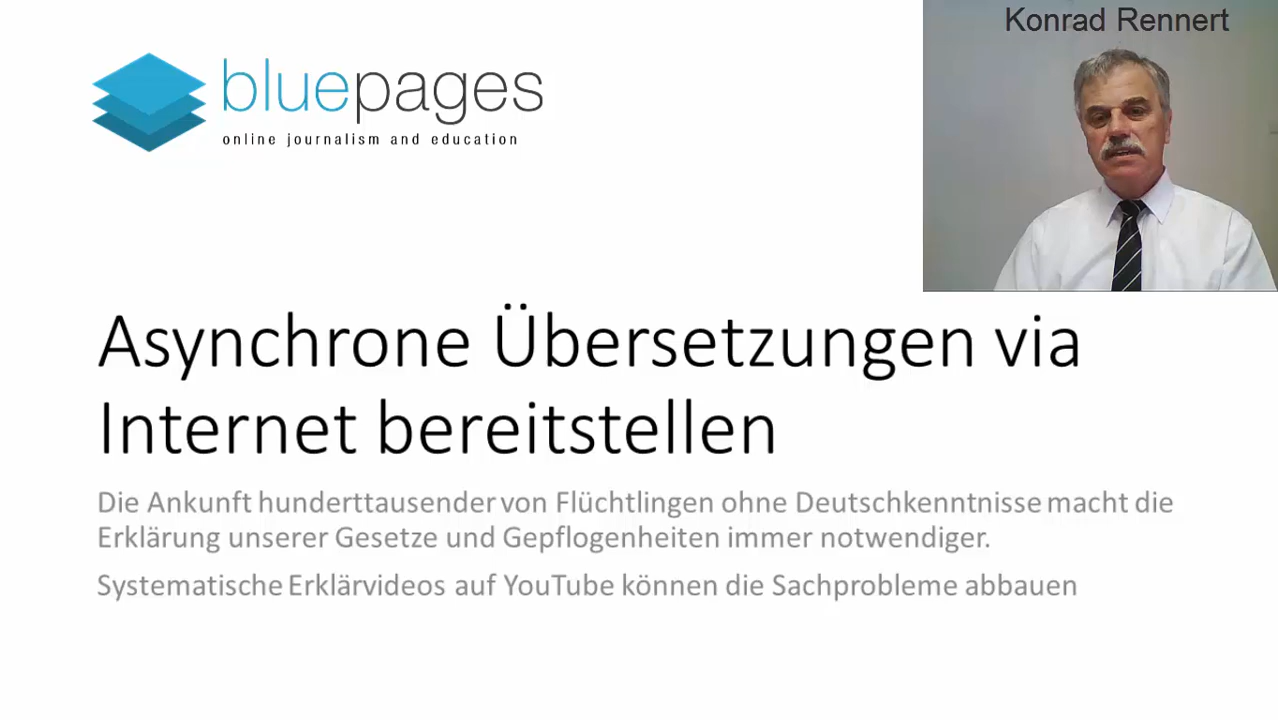 Konrad Rennert
bluepages
online journalism and education
Asynchrone Übersetzungen via
Internet bereitstellen
Die Ankunft hunderttausender von Flüchtlingen ohne Deutschkenntnisse macht die
Erklärung unserer Gesetze und Gepflogenheiten immer notwendiger.
Systematische Erklärvideos auf YouTube können die Sachprobleme abbauen